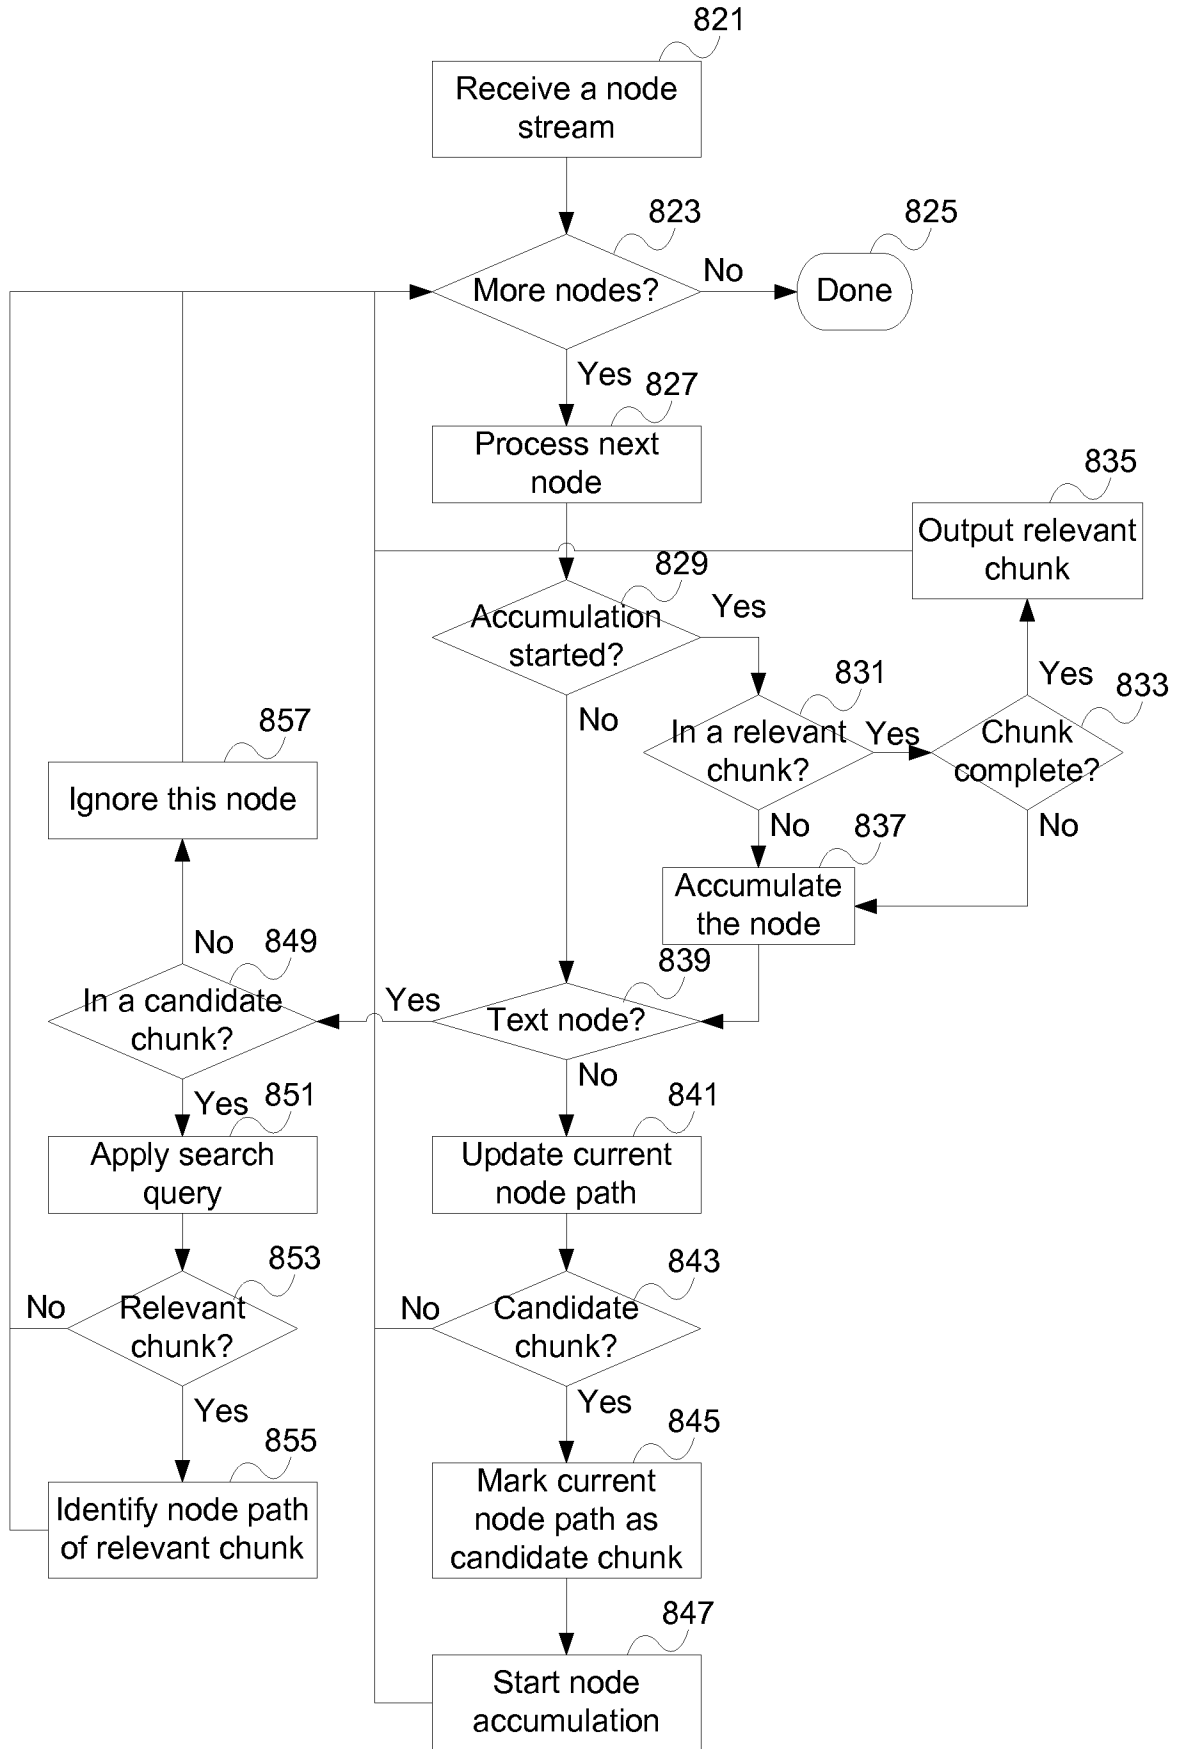 821
Receive a node
stream
823
825
More nodes?
No
Done
Yes
827
Process next
node
835
Output relevant
chunk
829
Accumulation
started?
Yes
No
831
In a relevant
chunk?
Yes
833
Chunk
complete?
Yes
No
No
837
Accumulate
the node
857
Ignore this node
No
849
In a candidate
chunk?
Yes
839
Text node?
No
Yes
851
Apply search
query
841
Update current
node path
853
Relevant
chunk?
No
Yes
843
Candidate
chunk?
No
Yes
855
Identify node path
of relevant chunk
845
Mark current
node path as
candidate chunk
847
Start node
accumulation